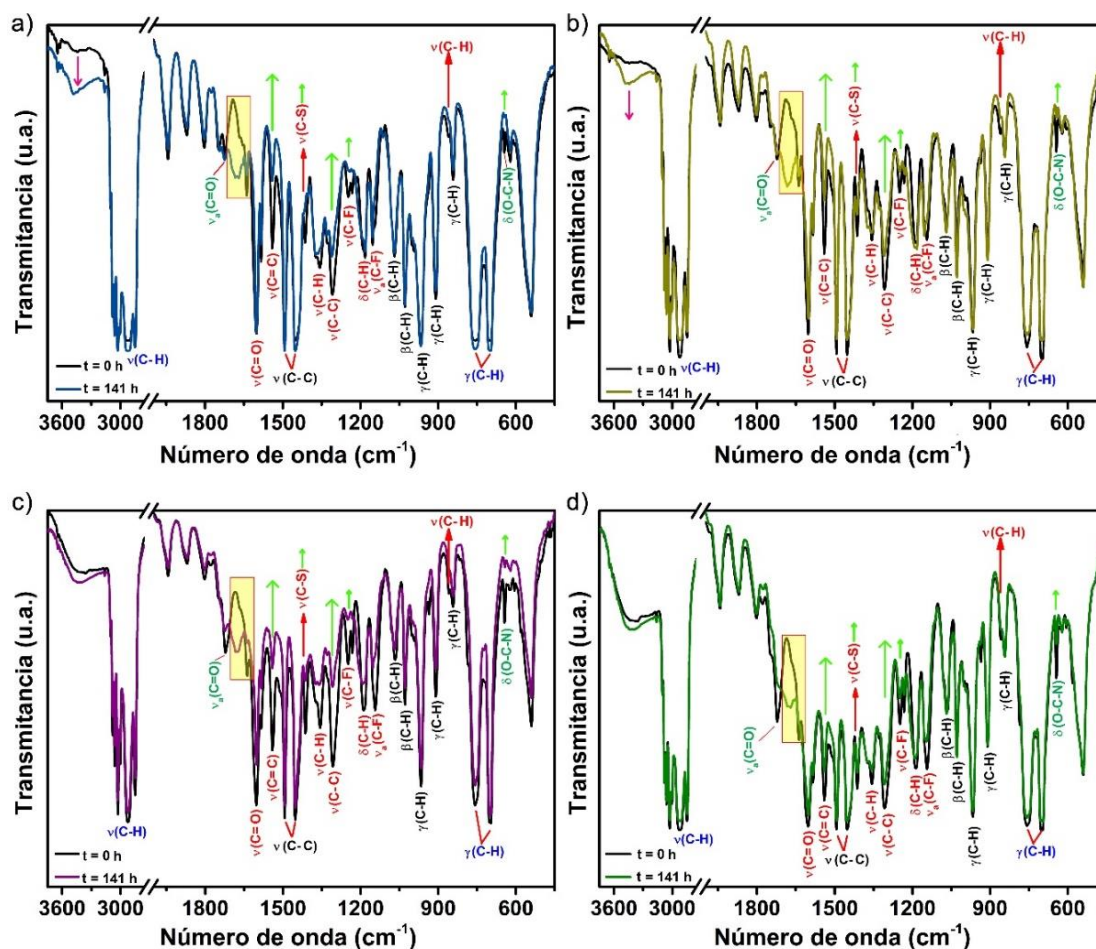 a)
Transmitancia (u.a.)
ν(C-H)
ν(C-S)
νa(C=O)
ν(C=C)
ν(C-F)
δ(O-C-N)
γ(C-H)
δ(C-H)
νa(C-F)
β(C-H)
ν(C-H)
ν(C-C)
β(C-H)
γ(C-H)
γ(C-H)
t = 0 h
t = 141 h
ν(C-H)
ν(C=O)
ν(C-C)
γ(C-H)
3600 3000 1800 1500 1200 900 600
Número de onda (cm-1)
b)
Transmitancia (u.a.)
ν(C-H)
ν(C-S)
νa(C=O)
ν(C=C)
ν(C-F)
δ(O-C-N)
γ(C-H)
ν(C-H)
δ(C-H)
νa(C-F)
β(C-H)
β(C-H)
γ(C-H)
ν(C-C)
γ(C-H)
t = 0 h
t = 141 h
ν(C-H)
ν(C=O)
ν(C-C)
γ(C-H)
3600 3000 1800 1500 1200 900 600
Número de onda (cm-1)
c)
Transmitancia (u.a.)
ν(C-H)
ν(C-S)
νa(C=O)
ν(C-F)
δ(O-C-N)
γ(C-H)
β(C-H)
β(C-H)
δ(C-H)
νa(C-F)
γ(C-H)
ν(C-H)
ν(C=C)
ν(C-C)
γ(C-H)
ν(C-H)
ν(C=O)
ν(C-C)
γ(C-H)
t = 0 h
t = 141 h
3600 3000 1800 1500 1200 900 600
Número de onda (cm-1)
d)
Transmitancia (u.a.)
ν(C-H)
ν(C-S)
νa(C=O)
ν(C-F)
δ(O-C-N)
γ(C-H)
β(C-H)
β(C-H)
γ(C-H)
δ(C-H)
νa(C-F)
ν(C-H)
ν(C=C)
ν(C-C)
γ(C-H)
ν(C-H)
ν(C=O)
ν(C-C)
γ(C-H)
t = 0 h
t = 141 h
3600 3000 1800 1500 1200 900 600
Número de onda (cm-1)